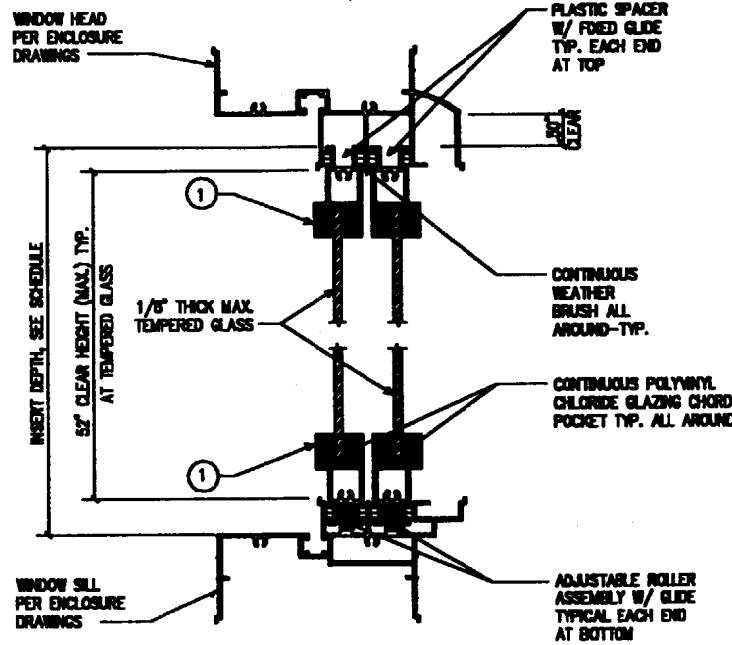 WINDOW HEAD
PER ENCLOSURE
DRAWINGS
PLASTIC SPACER
W/ FIXED GLIDE
TYP. EACH END
AT TOP
CLEAR
1
INSERT DEPTH, SEE SCHEDULE
52" CLEAR HEIGHT (MAX.) TYP.
AT TEMPERED GLASS
1/8" THICK MAX.
TEMPERED GLASS
CONTINUOUS
WEATHER
BRUSH ALL
AROUND-TYP.
CONTINUOUS POLYVINYL
CHLORIDE GLAZING CHORD
POCKET TYP. ALL AROUND
1
WINDOW SILL
PER ENCLOSURE
DRAWINGS
ADJUSTABLE ROLLER
ASSEMBLY W/ GLIDE
TYPICAL EACH END
AT BOTTOM